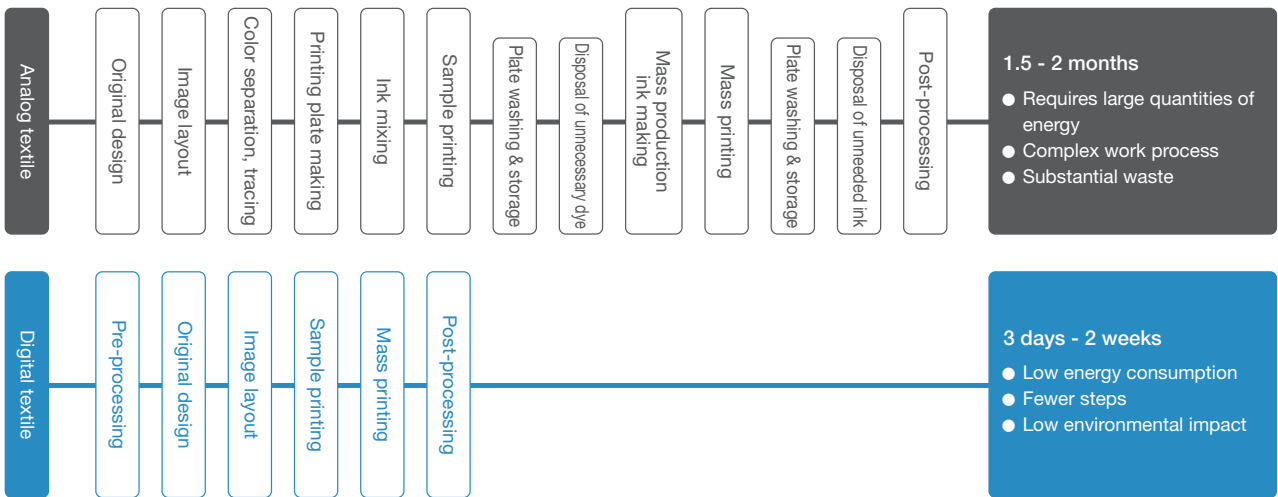 Analog textile
Original design
Image layout
Color separation, tracing
Printing plate making
Ink mixing
Sample printing
Plate washing & storage
Disposal of unnecessary dye
Mass production
ink making
Mass printing
Plate washing & storage
Disposal of unneeded ink
Post-processing
1.5 - 2 months
● Requires large quantities of
energy
● Complex work process
● Substantial waste
Digital textile
Pre-processing
Original design
Image layout
Sample printing
Mass printing
Post-processing
3 days - 2 weeks
● Low energy consumption
● Fewer steps
● Low environmental impact